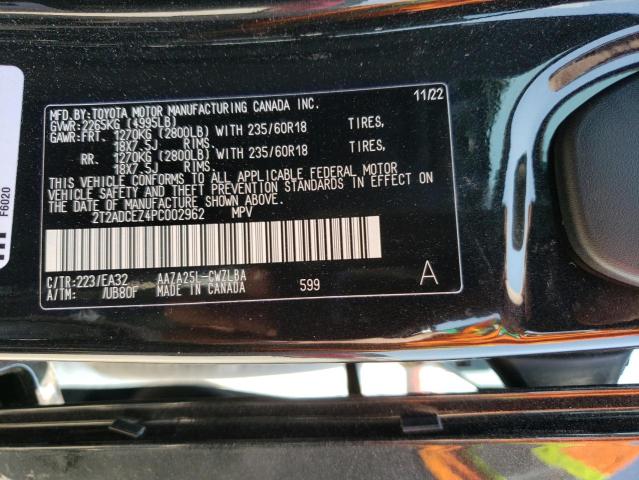 MFD.BY:TOYOTA MOTOR MANUFACTURING CANADA INC. 11/22
GVWR:2265KG (4995LB)
GAWR:FRT. 1270KG (2800LB) WITH 235/60R18 TIRES,
18X7.5J RIMS.
RR. 1270KG (2800LB) WITH 235/60R18 TIRES,
18X7.5J RIMS.
THIS VEHICLE CONFORMS TO ALL APPLICABLE FEDERAL MOTOR
VEHICLE SAFETY AND THEFT PREVENTION STANDARDS IN EFFECT
ON THE DATE OF MANUFACTURE SHOWN ABOVE.
2T2ADCEZ4PC002962 MPV
C/TR:223/EA32 AAZA25L-CWZLBA
A/TM: /UB80F MADE IN CANADA 599 A
F6020